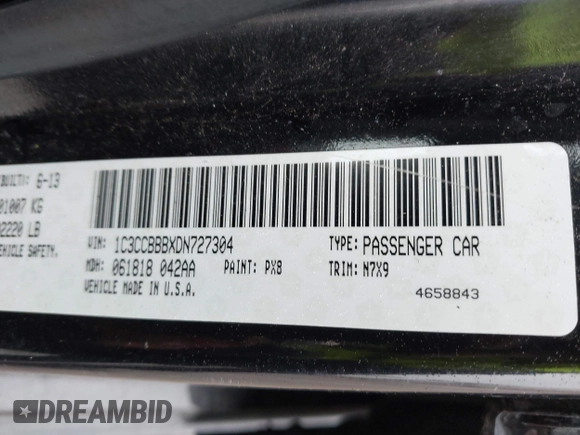 BUILT): 6-13
01007 KG
02220 LB
VEHICLE SAFETY.
VIN: 1C3CCBBBXDN727304 TYPE: PASSENGER CAR
MDH: 061818 042AA PAINT: PX8 TRIM: N7X9
VEHICLE MADE IN U.S.A. 4658843
DREAMBID